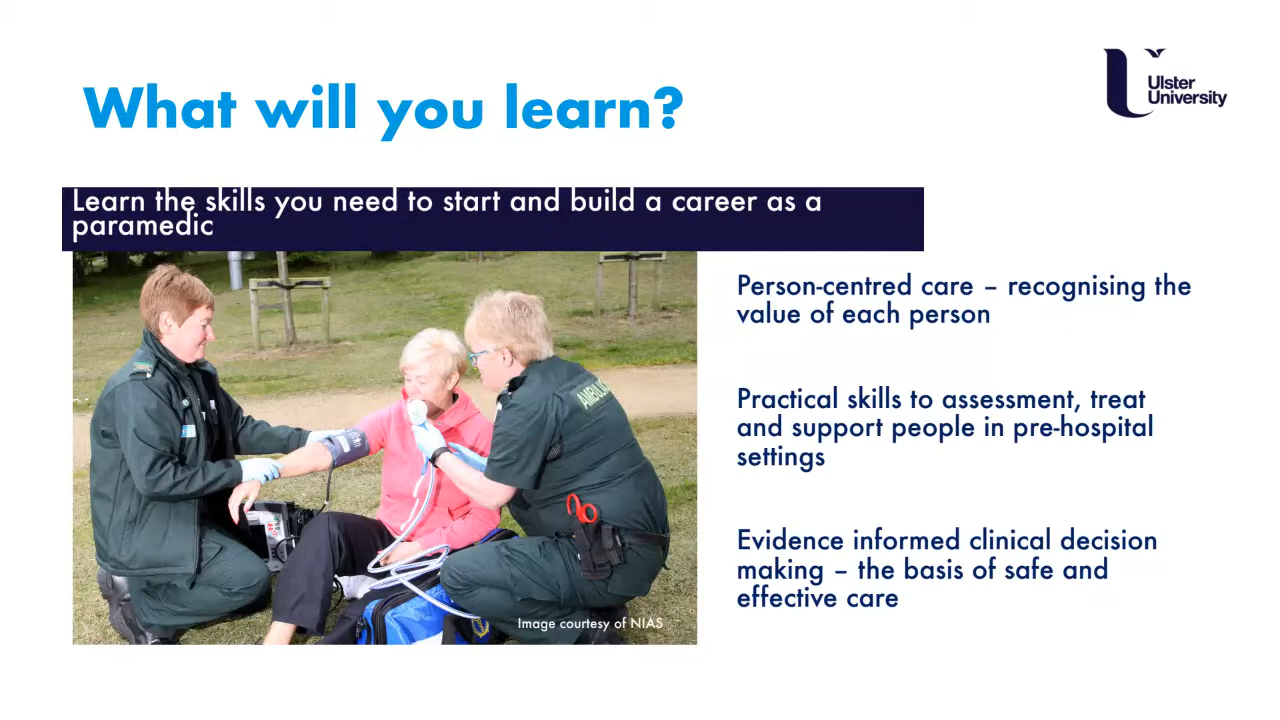 What will you learn?
Ulster
University
Learn the skills you need to start and build a career as a
paramedic
Person-centred care – recognising the
value of each person
Practical skills to assessment, treat
and support people in pre-hospital
settings
Evidence informed clinical decision
making – the basis of safe and
effective care
Image courtesy of NIAS